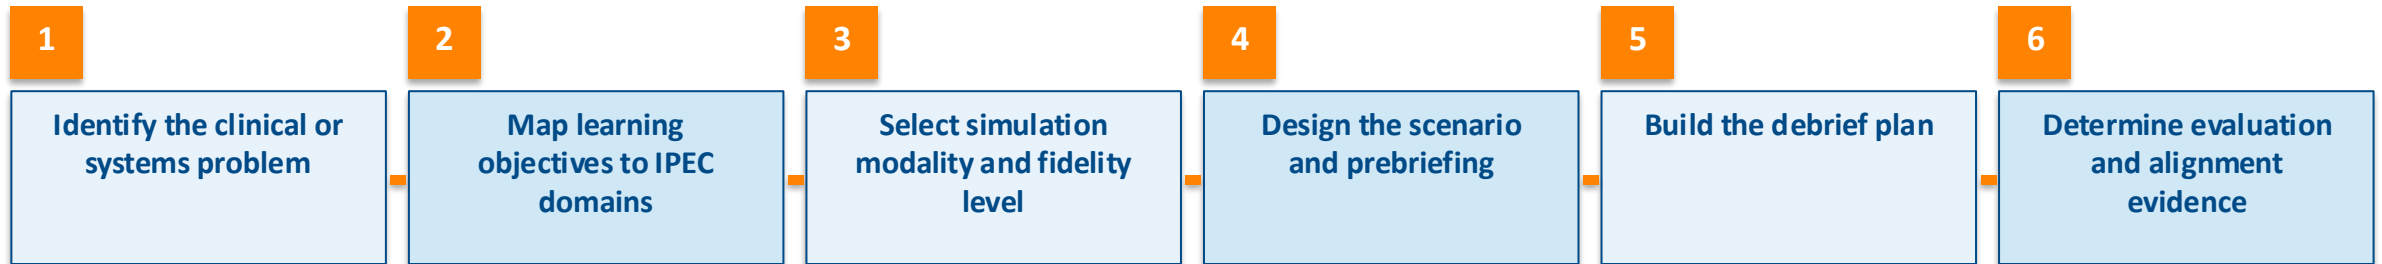 1
Identify the clinical or
systems problem
2
Map learning
objectives to IPEC
domains
3
Select simulation
modality and fidelity
level
4
Design the scenario
and prebriefing
5
Build the debrief plan
6
Determine evaluation
and alignment
evidence